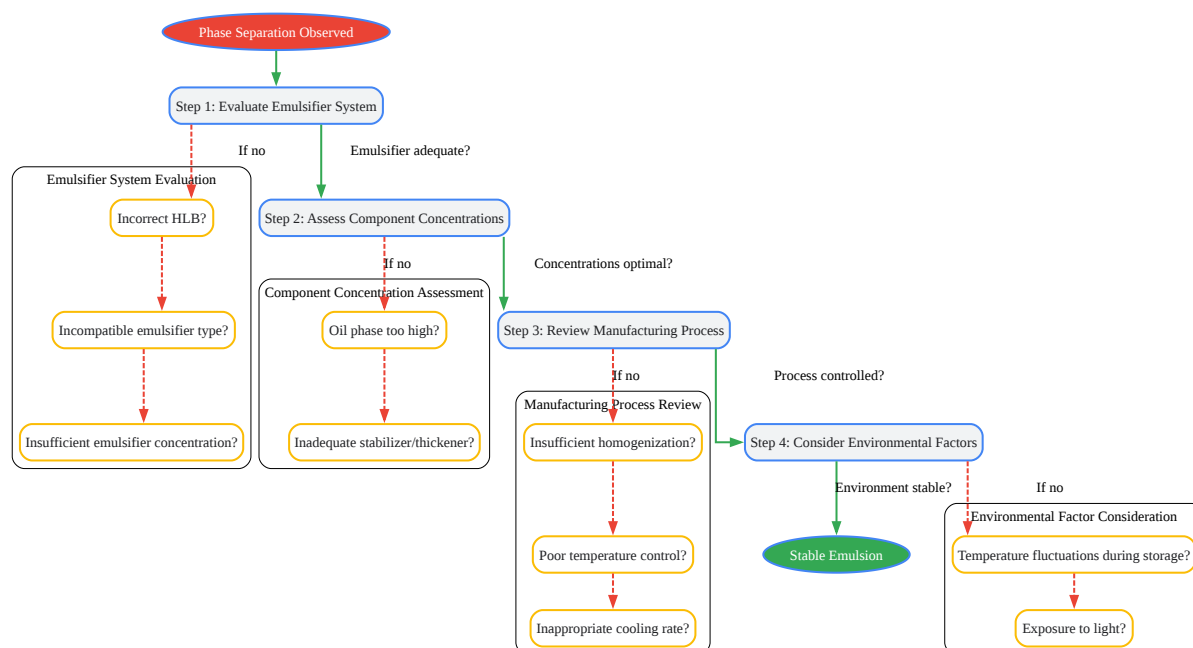 Phase Separation Observed
Step 1: Evaluate Emulsifier System
If no
Emulsifier adequate?
Emulsifier System Evaluation
Incorrect HLB?
Step 2: Assess Component Concentrations
If no
Concentrations optimal?
Component Concentration Assessment
Incompatible emulsifier type?
Oil phase too high?
Step 3: Review Manufacturing Process
If no
Process controlled?
Manufacturing Process Review
Insufficient emulsifier concentration?
Inadequate stabilizer/thickener?
Insufficient homogenization?
Step 4: Consider Environmental Factors
Environment stable?
If no
Environmental Factor Consideration
Poor temperature control?
Stable Emulsion
Temperature fluctuations during storage?
Inappropriate cooling rate?
Exposure to light?